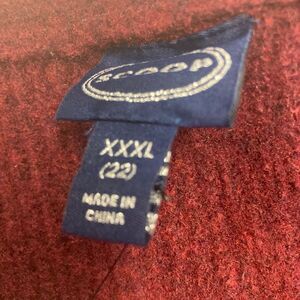 SCOOP
XXXL
(22)
MADE IN
CHINA